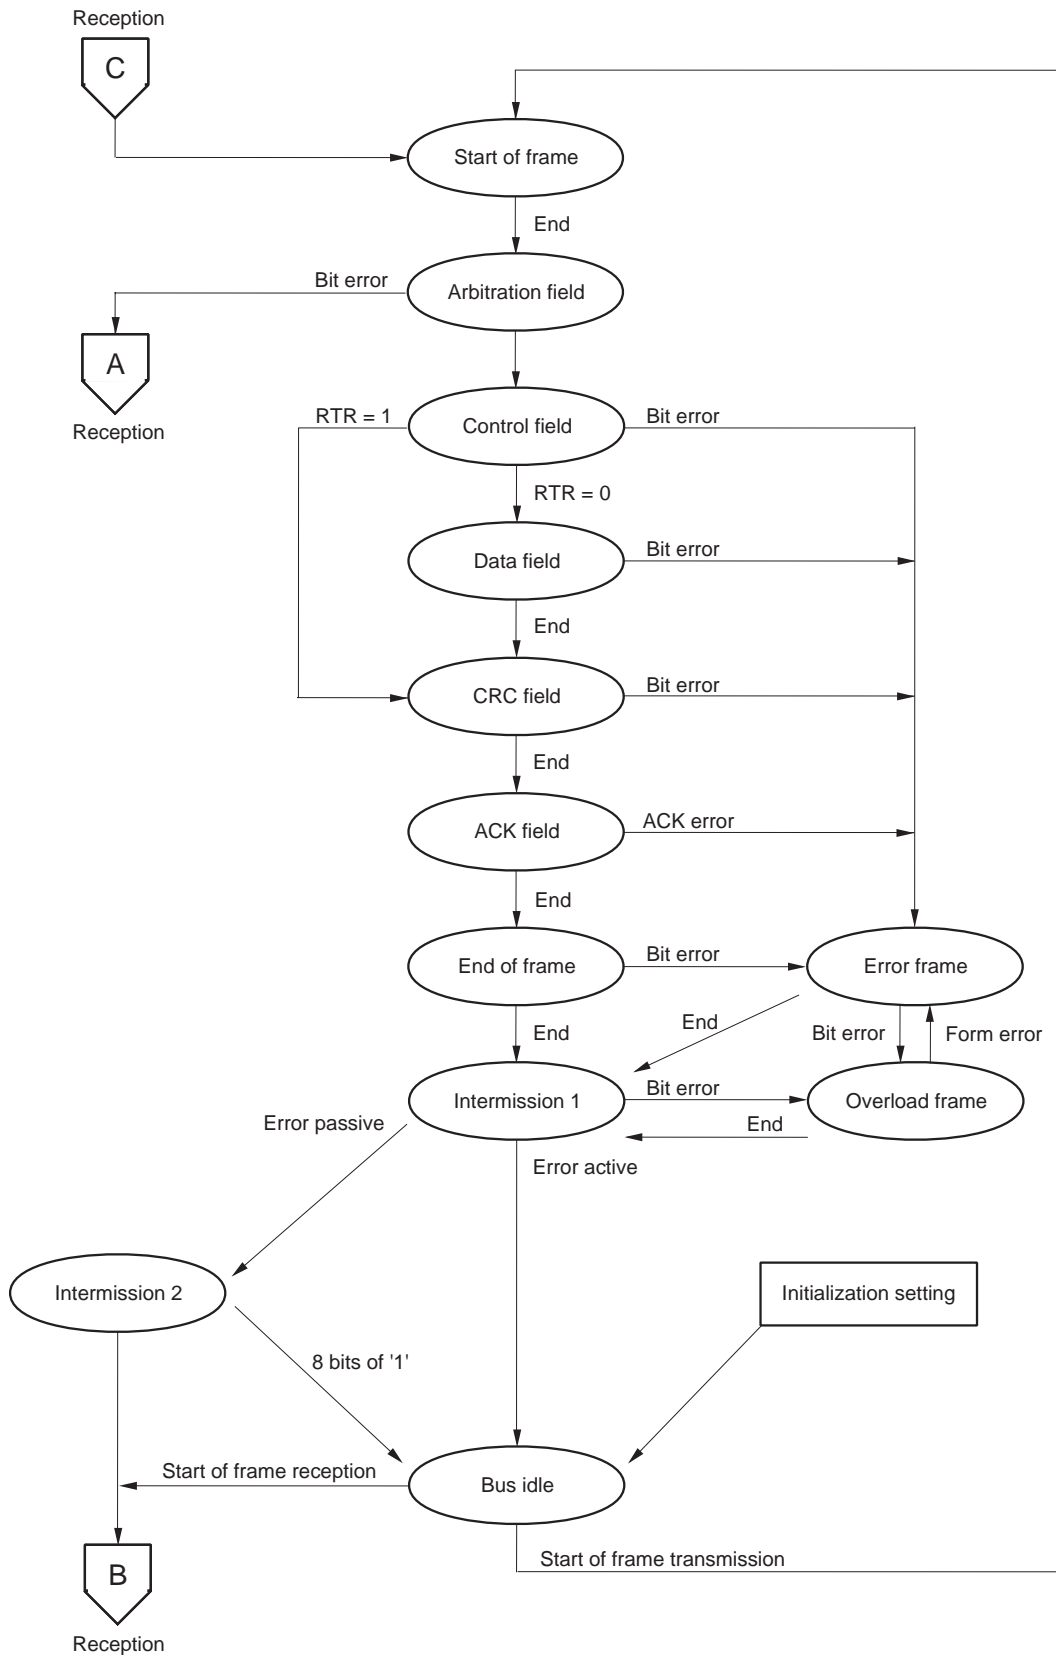 Reception
C
Start of frame
End
Bit error
Arbitration field
A
Reception
RTR = 1
Control field
Bit error
RTR = 0
Data field
Bit error
End
CRC field
Bit error
End
ACK field
ACK error
End
End of frame
Bit error
Error frame
End
End
Bit error
Form error
Intermission 1
Bit error
Overload frame
Error passive
End
Error active
Intermission 2
Initialization setting
8 bits of '1'
Start of frame reception
Bus idle
B
Start of frame transmission
Reception